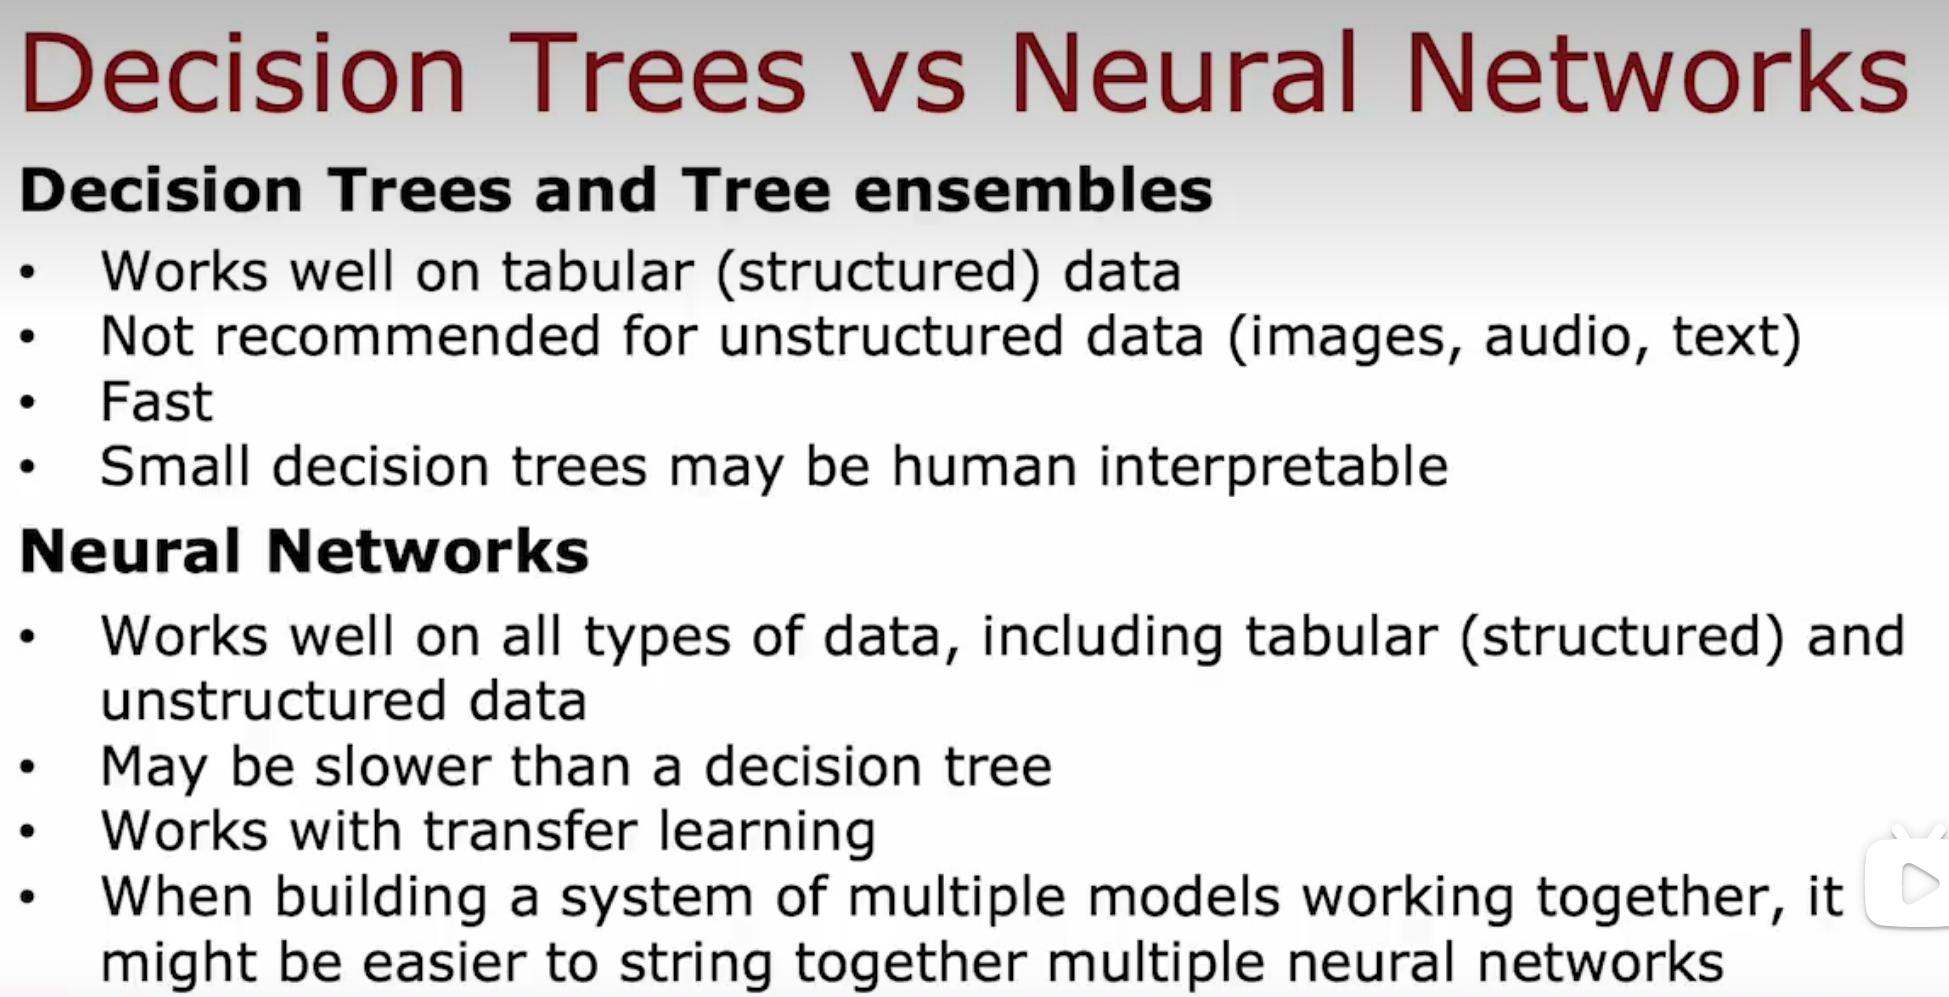 Decision Trees vs Neural Networks
Decision Trees and Tree ensembles
• Works well on tabular (structured) data
• Not recommended for unstructured data (images, audio, text)
• Fast
• Small decision trees may be human interpretable
Neural Networks
• Works well on all types of data, including tabular (structured) and
unstructured data
• May be slower than a decision tree
• Works with transfer learning
• When building a system of multiple models working together, it
might be easier to string together multiple neural networks